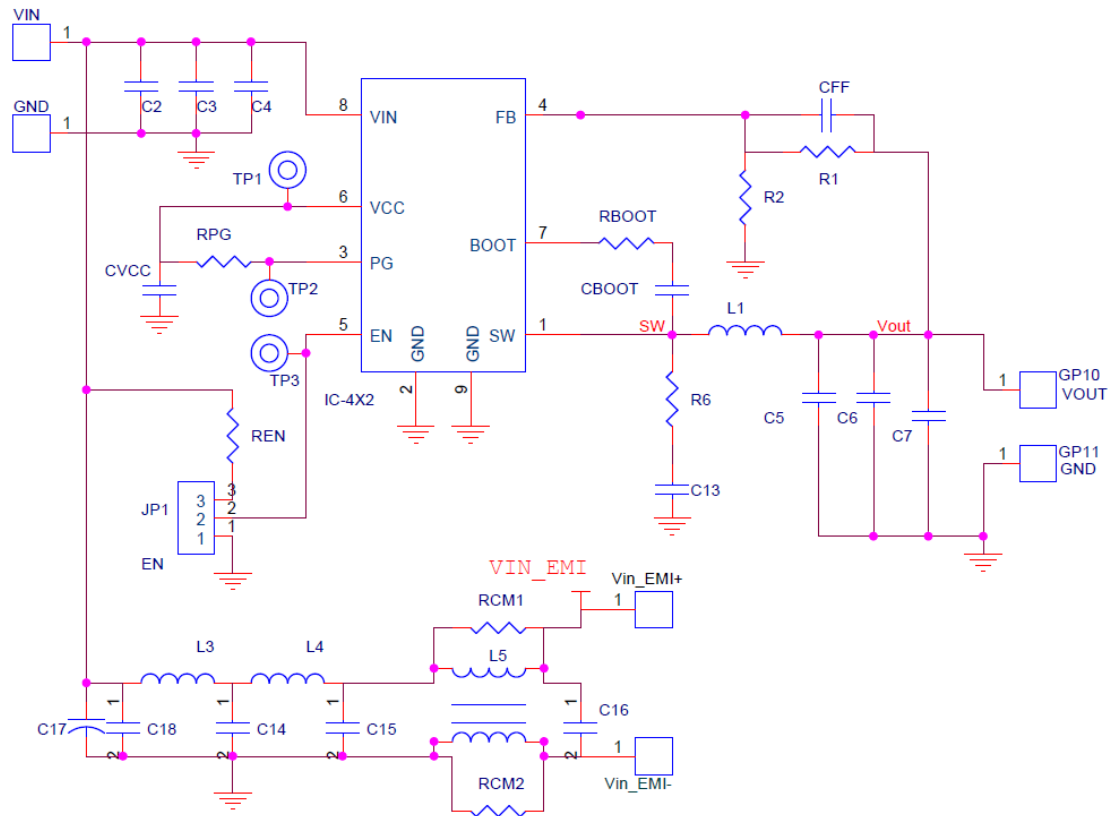 VIN
1
GND
1
C2 C3 C4
8 VIN
FB 4
CFF
R1
R2
TP1
6 VCC
RPG
3 PG
CVCC
TP2
BOOT 7
RBOOT
CBOOT
5 EN
TP3
GND
2
GND
9
SW 1
SW
L1
Vout
IC-4X2
R6
C13
C5 C6 C7
1 GP10
VOUT
1 GP11
GND
REN
JP1
3 3
2 2
1 1
EN
VIN_EMI
Vin_EMI+
1
RCM1
L3 L4 L5
C17
1
C18
2
1
C14
2
1
C15
2
1
C16
2
1
Vin_EMI-
RCM2